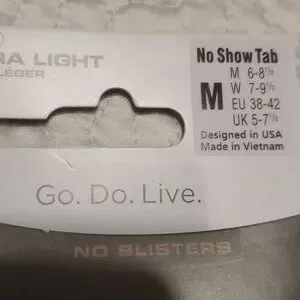 RA LIGHT
LÉGER
No Show Tab
M
M 6-8½
W 7-9½
EU 38-42
UK 5-7½
Designed in USA
Made in Vietnam
Go. Do. Live.
NO BLISTERS